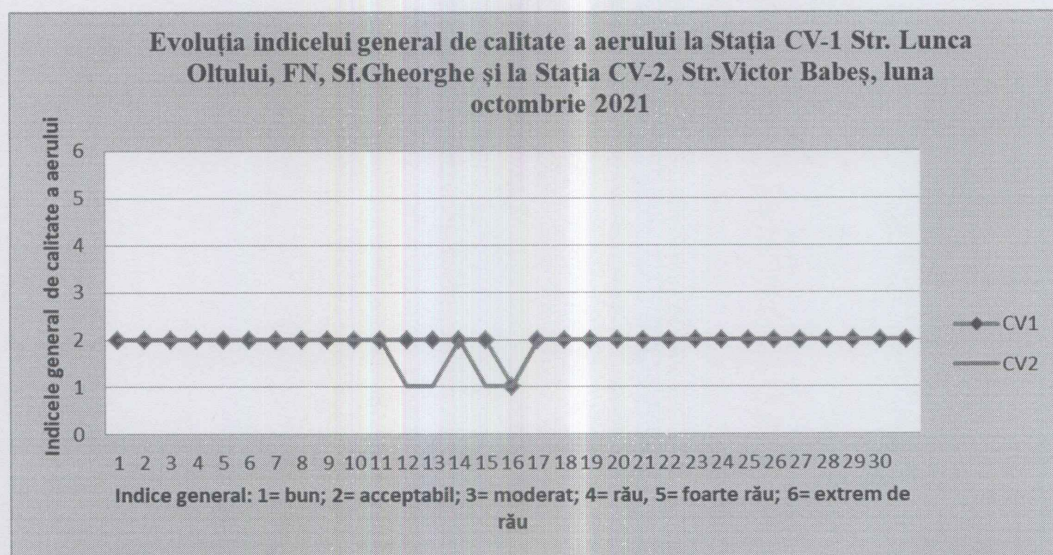 Evoluția indicelui general de calitate a aerului la Stația CV-1 Str. Lunca
Oltului, FN, Sf.Gheorghe și la Stația CV-2, Str.Victor Babeș, luna
octombrie 2021
Indicele general de calitate a aerului
6
5
4
3
2
1
0
1 2 3 4 5 6 7 8 9 10 11 12 13 14 15 16 17 18 19 20 21 22 23 24 25 26 27 28 29 30
CV1
CV2
Indice general: 1= bun; 2= acceptabil; 3= moderat; 4= rău, 5= foarte rău; 6= extrem de
rău